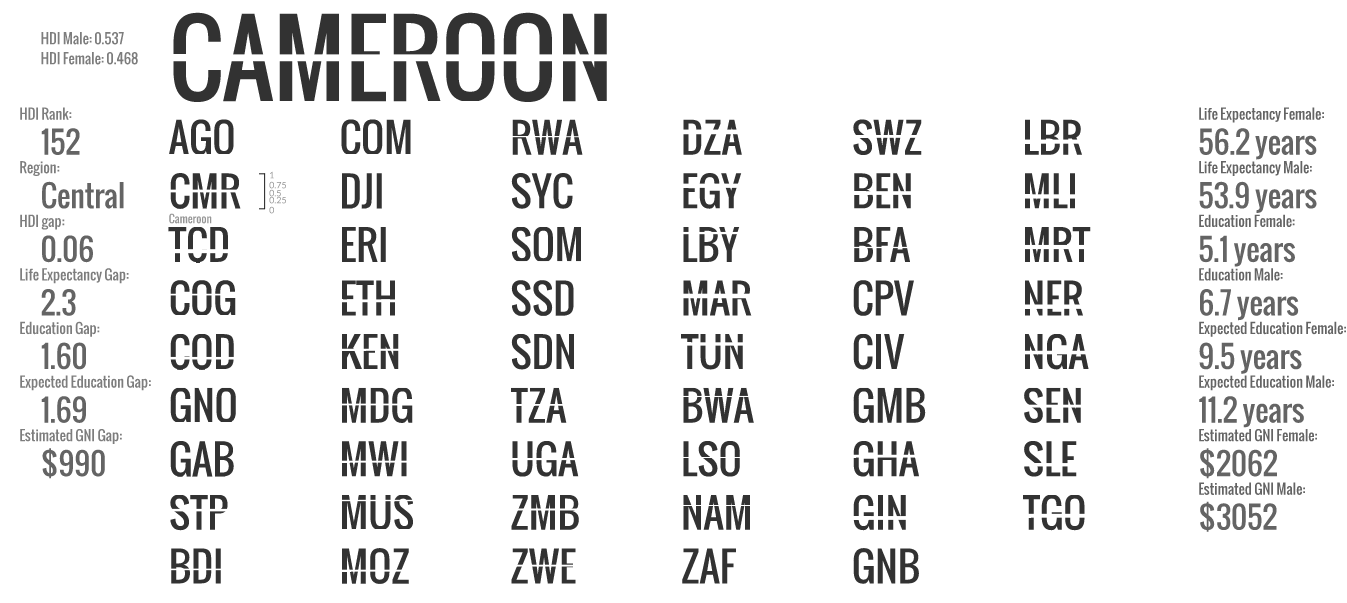 HDI Male: 0.537
HDI Female: 0.468
CAMEROON
HDI Rank:
152
Region:
Central
HDI gap:
0.06
Life Expectancy Gap:
2.3
Education Gap:
1.60
Expected Education Gap:
1.69
Estimated GNI Gap:
$990
AGO COM RWA DZA SWZ LBR
CMR DJI SYC EGY BEN MLI
1
0.75
0.5
0.25
0
Cameroon
TCD ERI SOM LBY BFA MRT
COG ETH SSD MAR CPV NER
COD KEN SDN TUN CIV NGA
GNO MDG TZA BWA GMB SEN
GAB MWI UGA LSO GHA SLE
STP MUS ZMB NAM GIN TGO
BDI MOZ ZWE ZAF GNB
Life Expectancy Female:
56.2 years
Life Expectancy Male:
53.9 years
Education Female:
5.1 years
Education Male:
6.7 years
Expected Education Female:
9.5 years
Expected Education Male:
11.2 years
Estimated GNI Female:
$2062
Estimated GNI Male:
$3052